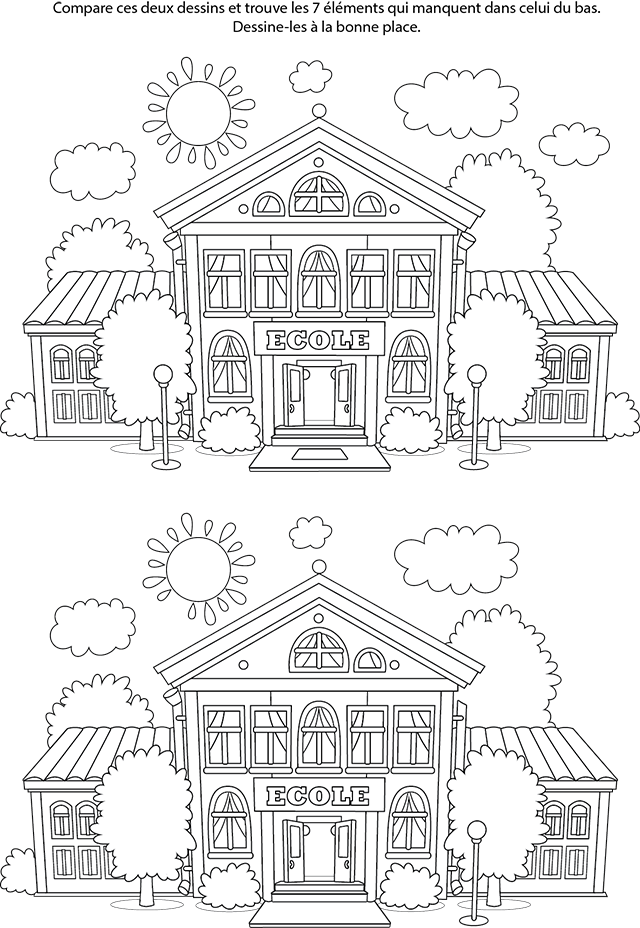 Compare ces deux dessins et trouve les 7 éléments qui manquent dans celui du bas.
Dessine-les à la bonne place.
ECOLE
ECOLE